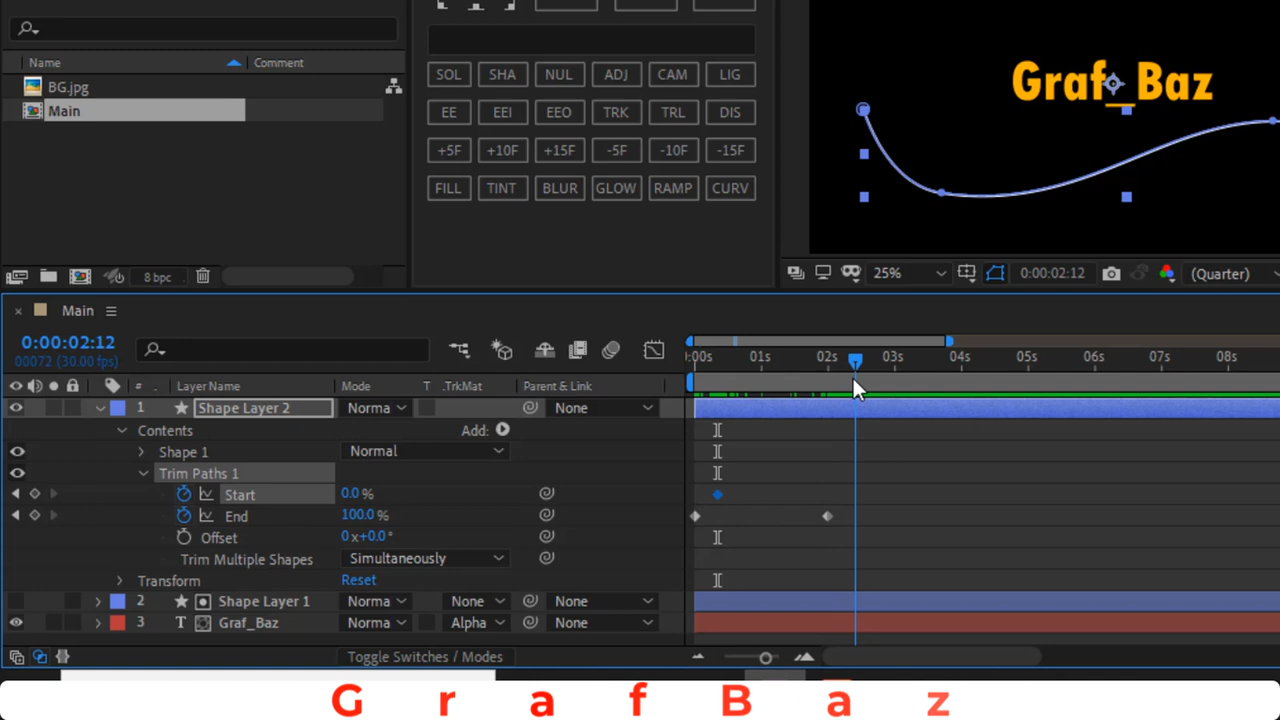 Name Comment
BG.jpg
Main
8 bpc
SOL SHA NUL ADJ CAM LIG
EE EEI EEO TRK TRL DIS
+5F +10F +15F -5F -10F -15F
FILL TINT BLUR GLOW RAMP CURV
Graf_Baz
25% 0:00:02:12 (Quarter)
× Main
0:00:02:12
00072 (30.00 fps)
:00s 01s 02s 03s 04s 05s 06s 07s 08s
# Layer Name Mode T .TrkMat Parent & Link
1 Shape Layer 2 Norma None
Contents Add:
Shape 1 Normal
Trim Paths 1
Start 0.0 %
End 100.0 %
Offset 0 x+0.0 °
Trim Multiple Shapes Simultaneously
Transform Reset
2 Shape Layer 1 Norma None None
3 T Graf_Baz Norma Alpha None
Toggle Switches / Modes
G r a f B a z